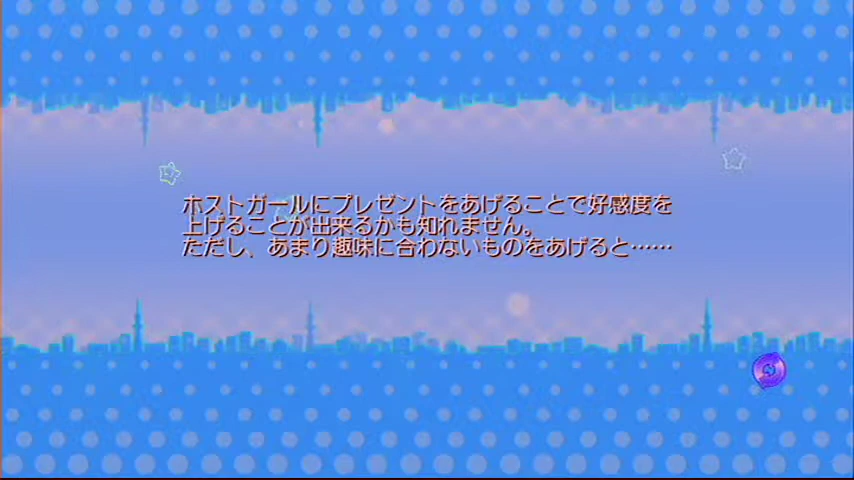 ホストガールにプレゼントをあげることで好感度を
上げることが出来るかも知れません。
ただし、あまり趣味に合わないものをあげると……